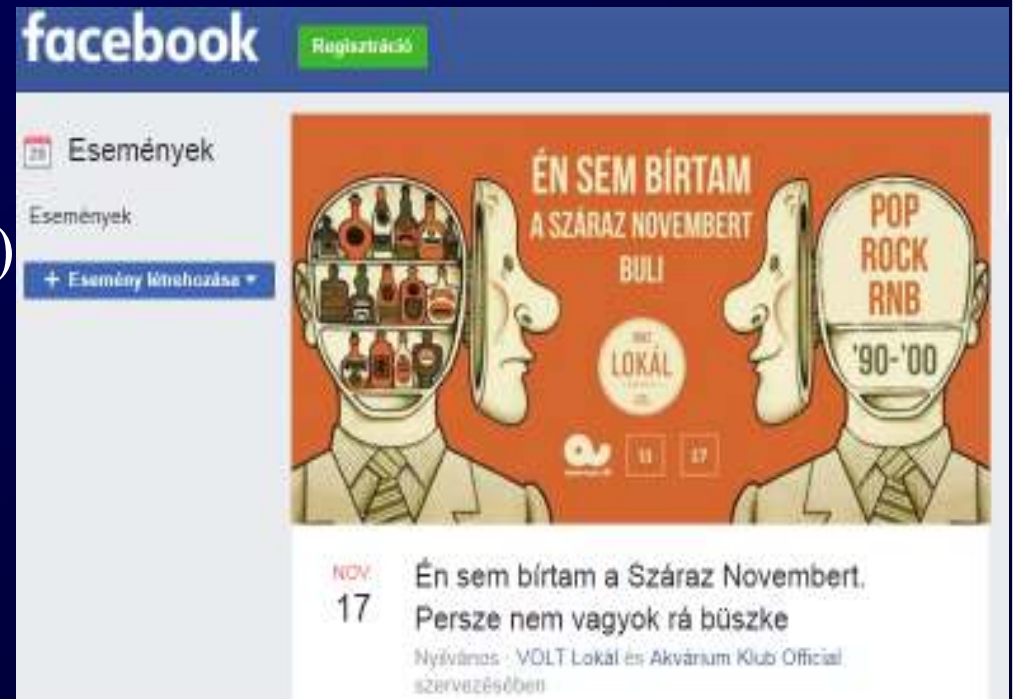 facebook
Regisztráció
Események
Események
)
+ Esemény létrehozása
ÉN SEM BÍRTAM
A SZÁRAZ NOVEMBERT
BULI
LOKÁL
11 17
POP
ROCK
RNB
'90-'00
NOV
17
Én sem bírtam a Száraz Novembert.
Persze nem vagyok rá büszke
Nyilvános · VOLT Lokál és Akvárium Klub Official
szervezésében